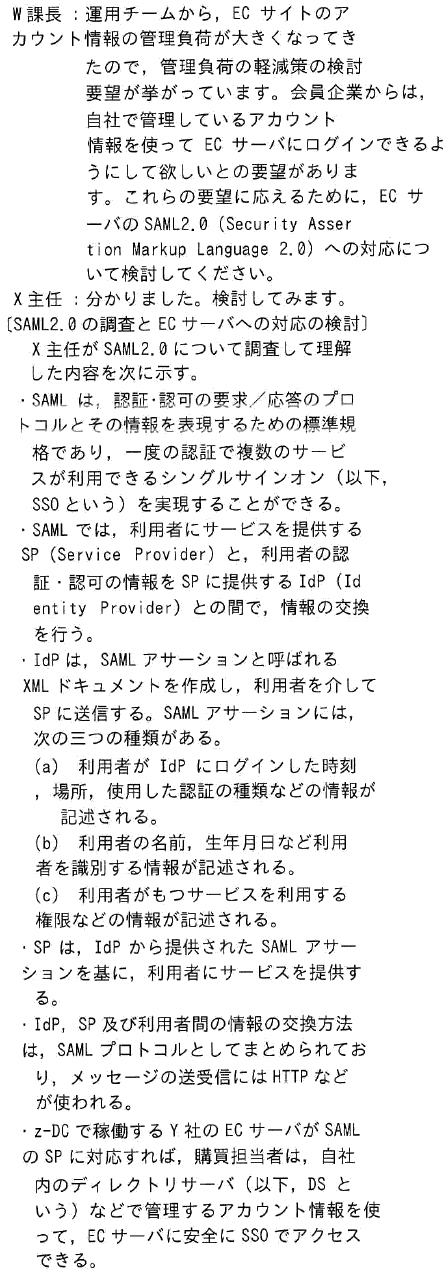 W課長 ：運用チームから，EC サイトのア
カウント情報の管理負荷が大きくなってき
たので，管理負荷の軽減策の検討
要望が挙がっています。会員企業からは，
自社で管理しているアカウント
情報を使って EC サーバにログインできるよ
うにして欲しいとの要望がありま
す。これらの要望に応えるために，EC サ
ーバの SAML2.0（Security Asser
tion Markup Language 2.0）への対応につ
いて検討してください。
X主任 ：分かりました。検討してみます。
〔SAML2.0 の調査と EC サーバへの対応の検討〕
X主任が SAML2.0 について調査して理解
した内容を次に示す。
・SAML は，認証・認可の要求／応答のプロ
トコルとその情報を表現するための標準規
格であり，一度の認証で複数のサービ
スが利用できるシングルサインオン（以下，
SSO という）を実現することができる。
・SAML では，利用者にサービスを提供する
SP（Service Provider）と，利用者の認
証・認可の情報を SP に提供する IdP（Id
entity Provider）との間で，情報の交換
を行う。
・IdP は，SAML アサーションと呼ばれる
XML ドキュメントを作成し，利用者を介して
SP に送信する。SAML アサーションには，
次の三つの種類がある。
(a) 利用者が IdP にログインした時刻
，場所，使用した認証の種類などの情報が
記述される。
(b) 利用者の名前，生年月日など利用
者を識別する情報が記述される。
(c) 利用者がもつサービスを利用する
権限などの情報が記述される。
・SP は，IdP から提供された SAML アサー
ションを基に，利用者にサービスを提供す
る。
・IdP，SP 及び利用者間の情報の交換方法
は，SAML プロトコルとしてまとめられてお
り，メッセージの送受信には HTTP など
が使われる。
・z-DC で稼働する Y 社の EC サーバが SAML
の SP に対応すれば，購買担当者は，自社
内のディレクトリサーバ（以下，DS と
いう）などで管理するアカウント情報を使
って，EC サーバに安全に SSO でアクセス
できる。